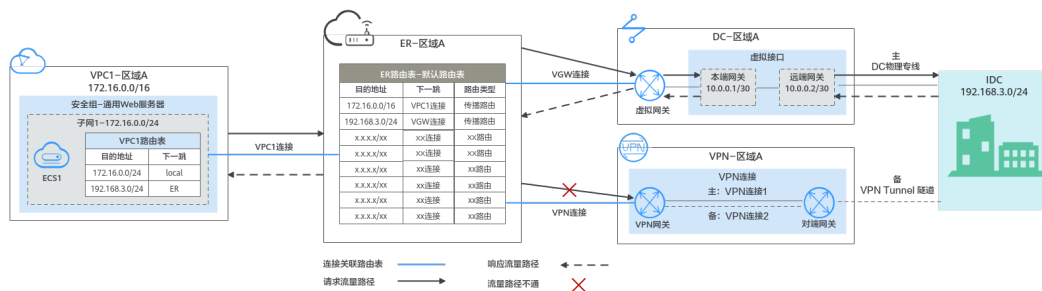 VPC1-区域A
172.16.0.0/16
安全组-通用Web服务器
子网1-172.16.0.0/24
ECS1
VPC1路由表
目的地址 下一跳
172.16.0.0/24 local
192.168.3.0/24 ER
VPC1连接
ER-区域A
ER路由表-默认路由表
目的地址 下一跳 路由类型
172.16.0.0/16 VPC1连接 传播路由
192.168.3.0/24 VGW连接 传播路由
x.x.x.x/xx xx连接 xx路由
x.x.x.x/xx xx连接 xx路由
x.x.x.x/xx xx连接 xx路由
x.x.x.x/xx xx连接 xx路由
x.x.x.x/xx xx连接 xx路由
x.x.x.x/xx xx连接 xx路由
VGW连接
VPN连接
DC-区域A
虚拟接口
本端网关
10.0.0.1/30
远端网关
10.0.0.2/30
虚拟网关
主
DC物理专线
VPN
VPN-区域A
VPN连接
主：VPN连接1
备：VPN连接2
VPN网关
对端网关
备
VPN Tunnel 隧道
IDC
192.168.3.0/24
连接关联路由表
响应流量路径
请求流量路径
流量路径不通